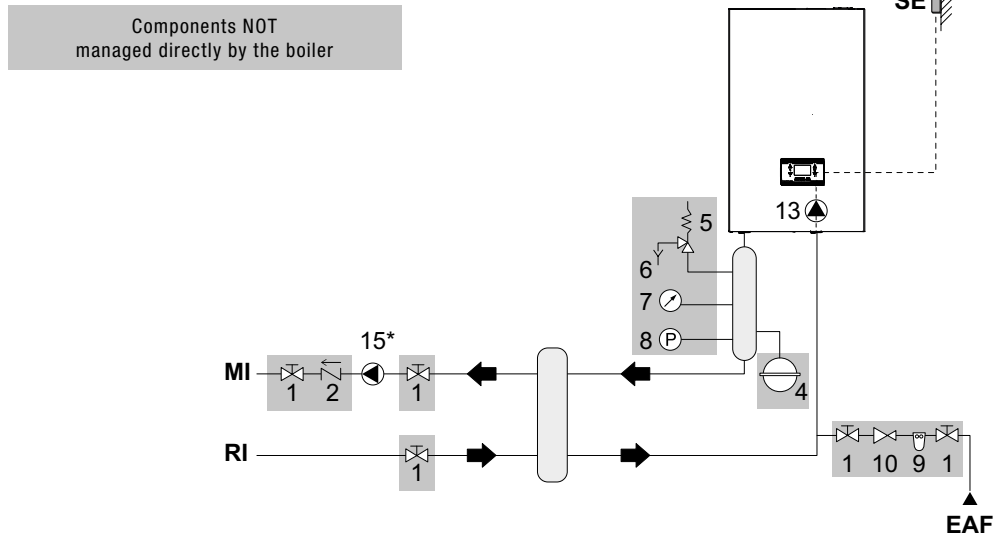 Components NOT
managed directly by the boiler
SE
13
5
6
7
8 P
15*
MI
1 2 1
4
RI
1
1 10 9 1
EAF